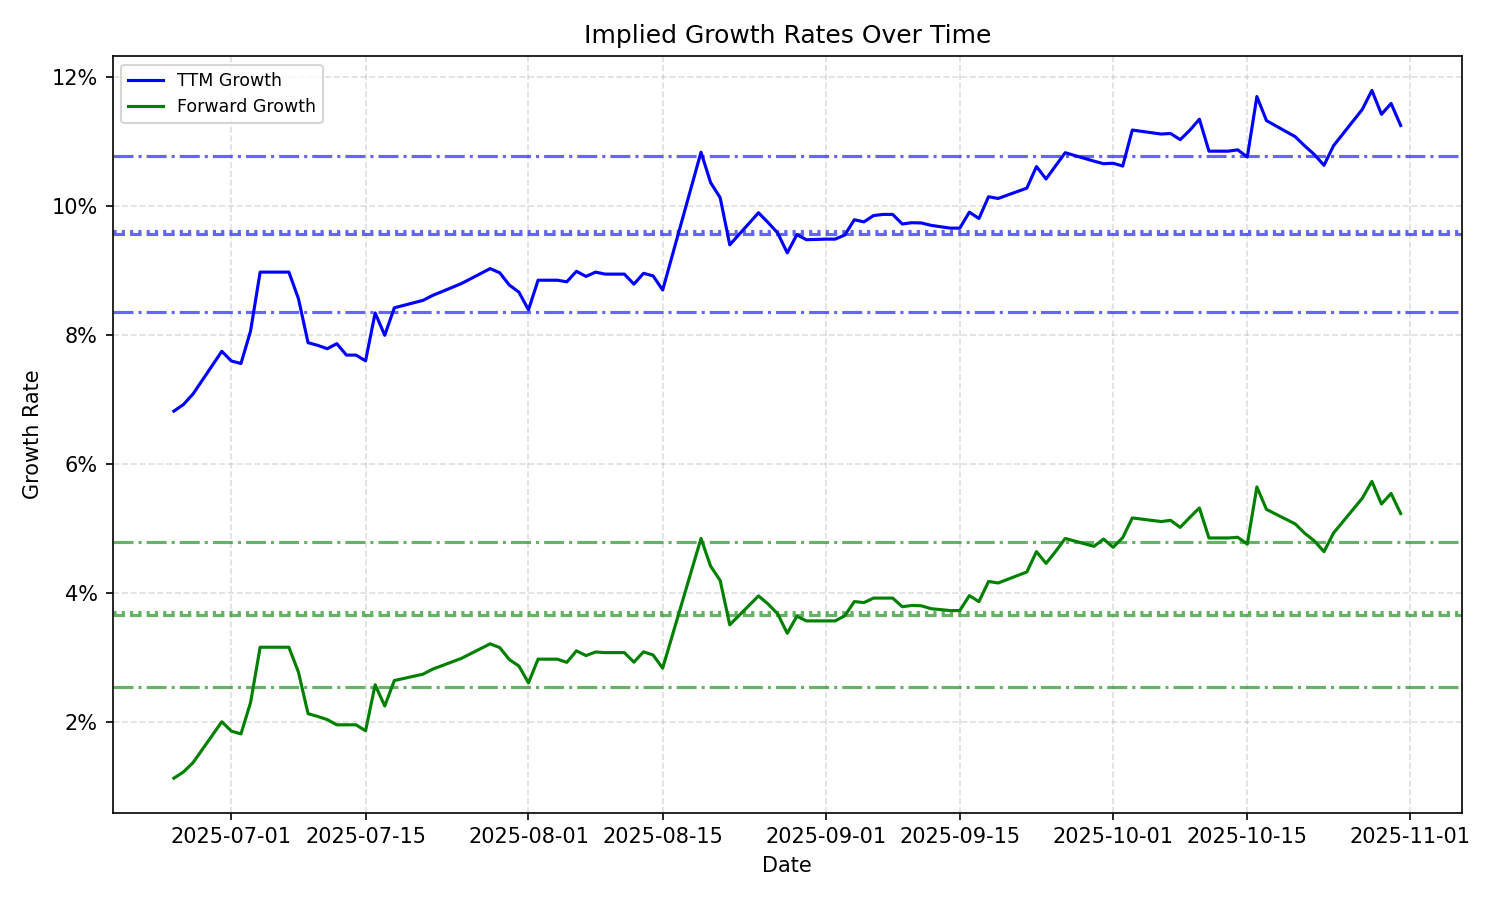 Implied Growth Rates Over Time
TTM Growth
Forward Growth
12%
10%
8%
6%
4%
2%
Growth Rate
2025-07-01 2025-07-15 2025-08-01 2025-08-15 2025-09-01 2025-09-15 2025-10-01 2025-10-15 2025-11-01
Date